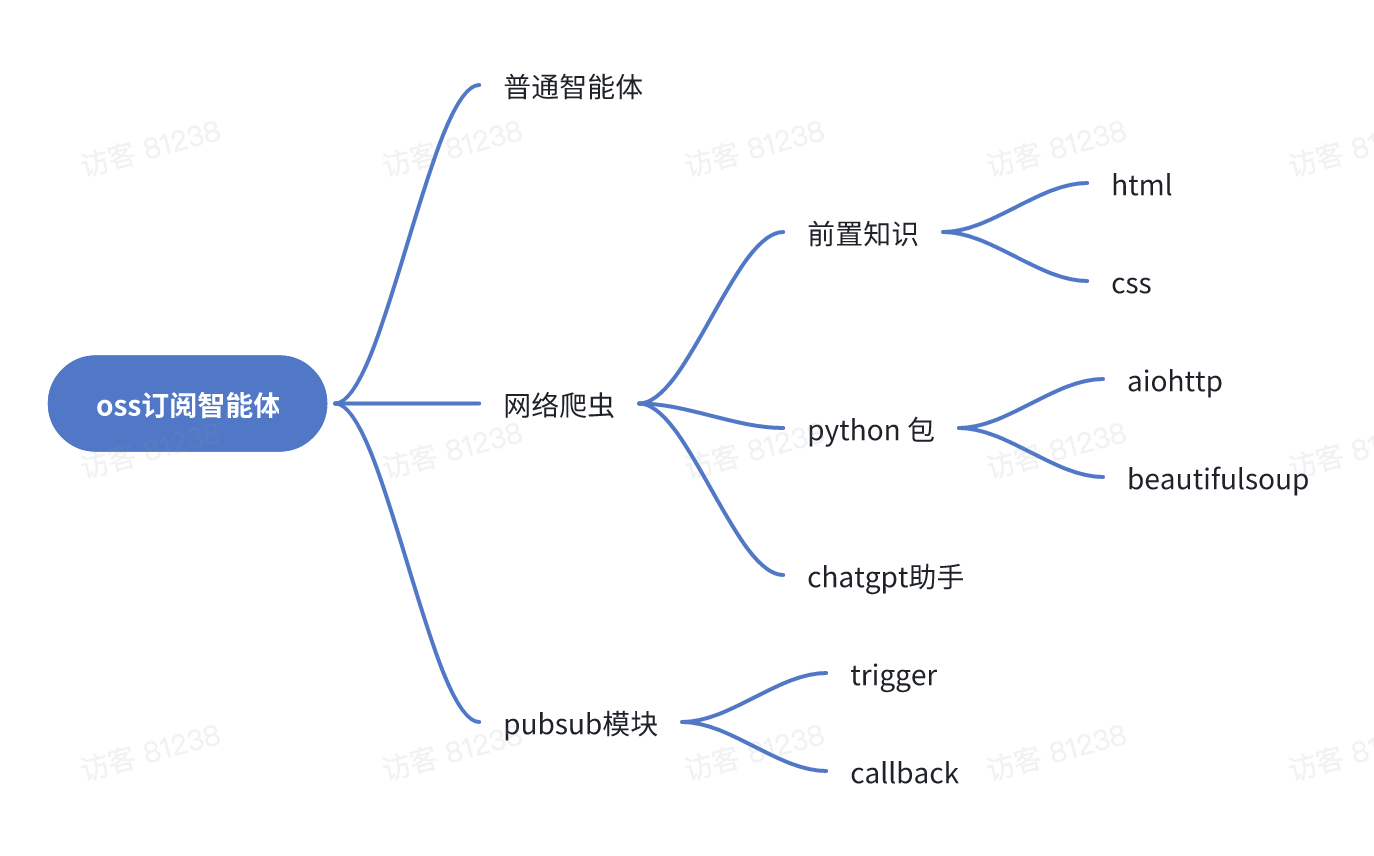 普通智能体
html
前置知识
css
aiohttp
oss订阅智能体
网络爬虫
python 包
beautifulsoup
chatgpt助手
trigger
pubsub模块
callback
访客 81238
访客 81238
访客 81238
访客 81238
访客 81
访客 81238
访客 81238
访客 81238
访客 81238
访客 81
访客 81238
访客 81238
访客 81238
访客 81238
访客 81